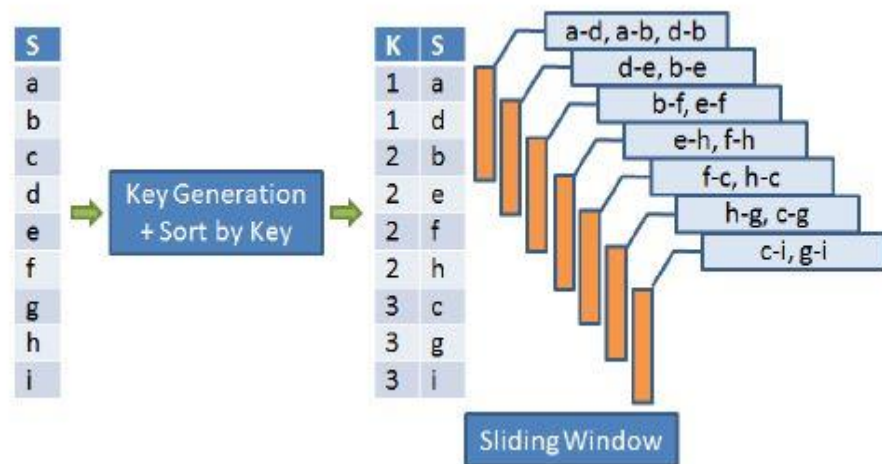 S
a
b
c
d
e
f
g
h
i
Key Generation
+ Sort by Key
K S
1 a
1 d
2 b
2 e
2 f
2 h
3 c
3 g
3 i
a-d, a-b, d-b
d-e, b-e
b-f, e-f
e-h, f-h
f-c, h-c
h-g, c-g
c-i, g-i
Sliding Window